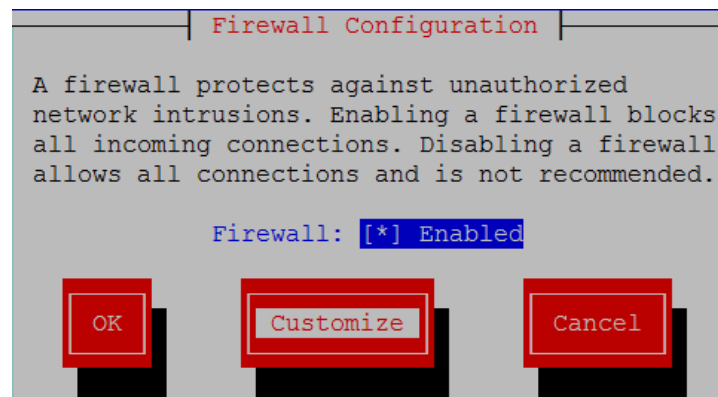 Firewall Configuration
A firewall protects against unauthorized
network intrusions. Enabling a firewall blocks
all incoming connections. Disabling a firewall
allows all connections and is not recommended.
Firewall: [*] Enabled
OK Customize Cancel